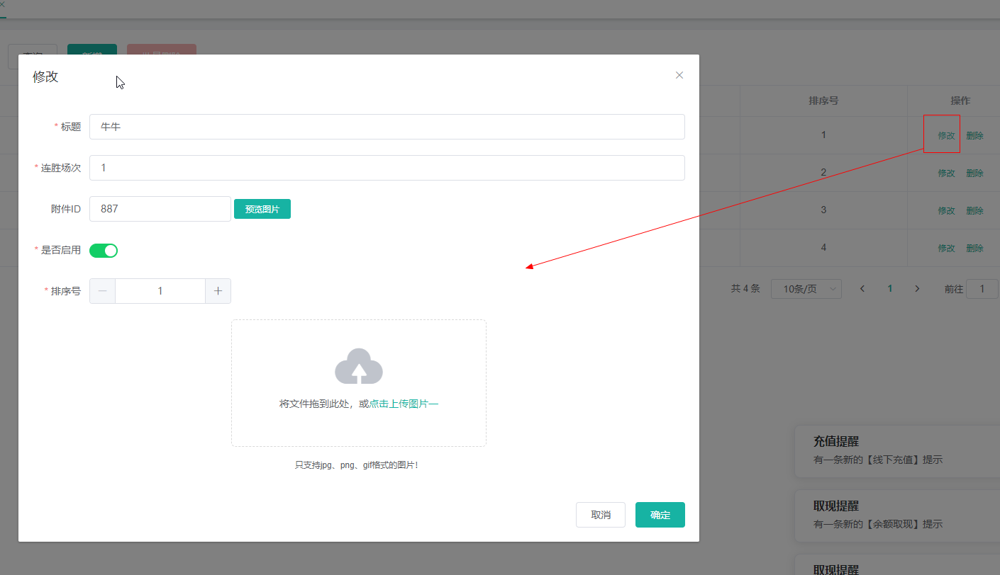 修改
* 标题 牛牛
* 连胜场次 1
附件ID 887 预览图片
* 是否启用
* 排序号 1
将文件拖到此处，或点击上传图片一
只支持jpg、png、gif格式的图片!
取消 确定
排序号 操作
1 修改 删除
2 修改 删除
3 修改 删除
4 修改 删除
共 4 条 10条/页 1 前往 1
充值提醒
有一条新的【线下充值】提示
取现提醒
有一条新的【余额取现】提示
取现提醒